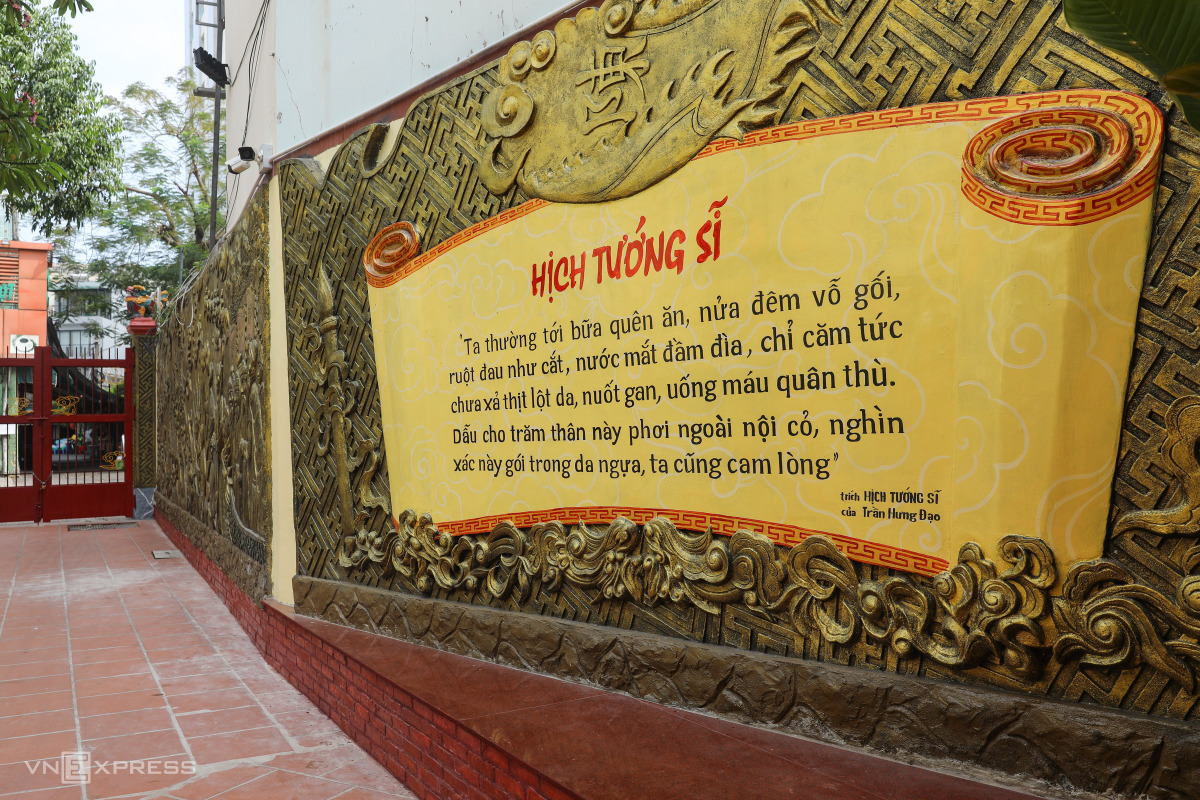 HỊCH TƯỚNG SĨ
"Ta thường tới bữa quên ăn, nửa đêm vỗ gối,
ruột đau như cắt, nước mắt đầm đìa, chỉ căm tức
chưa xả thịt lột da, nuốt gan, uống máu quân thù.
Dẫu cho trăm thân này phơi ngoài nội cỏ, nghìn
xác này gói trong da ngựa, ta cũng cam lòng"
trích HỊCH TƯỚNG SĨ
của Trần Hưng Đạo
VNEXPRESS